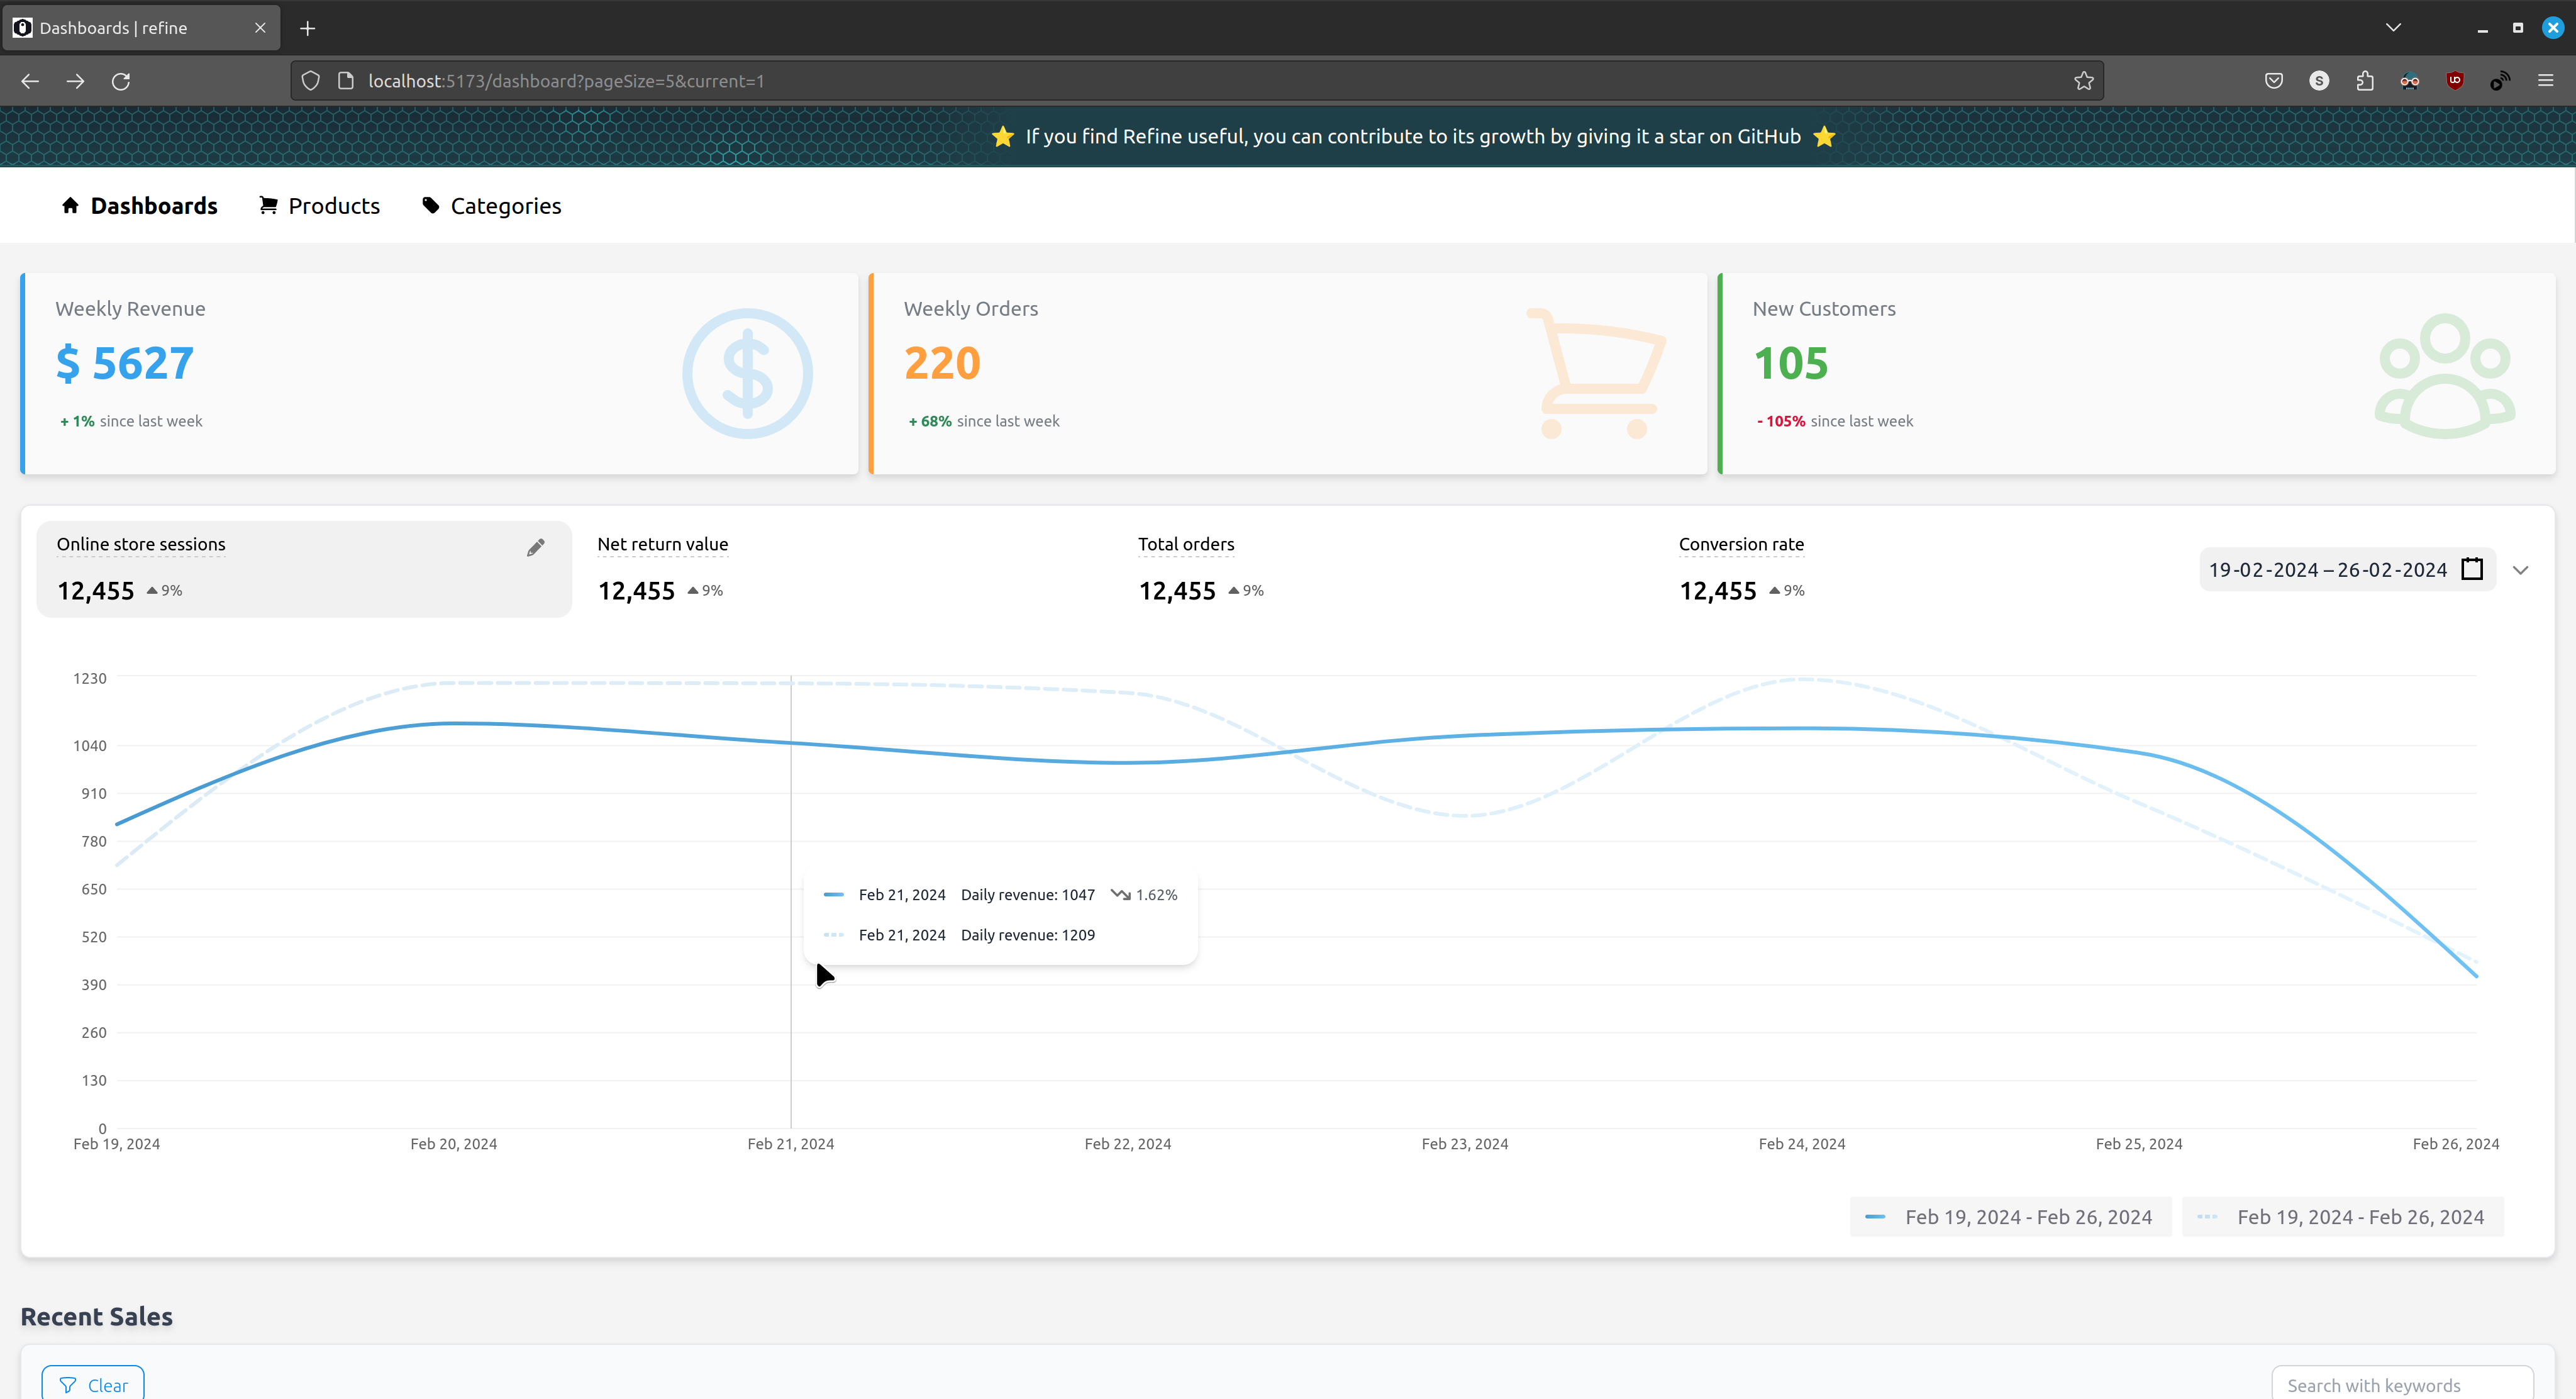 Dashboards | refine
localhost:5173/dashboard?pageSize=5&current=1
S
UD
If you find Refine useful, you can contribute to its growth by giving it a star on GitHub
Dashboards Products Categories
Weekly Revenue
$ 5627
+ 1% since last week
Weekly Orders
220
+ 68% since last week
New Customers
105
- 105% since last week
Online store sessions
12,455 9%
Net return value
12,455 9%
Total orders
12,455 9%
Conversion rate
12,455 9%
19-02-2024 – 26-02-2024
1230
1040
910
780
650
520
390
260
130
0
Feb 21, 2024 Daily revenue: 1047 1.62%
Feb 21, 2024 Daily revenue: 1209
Feb 19, 2024 Feb 20, 2024 Feb 21, 2024 Feb 22, 2024 Feb 23, 2024 Feb 24, 2024 Feb 25, 2024 Feb 26, 2024
Feb 19, 2024 - Feb 26, 2024 Feb 19, 2024 - Feb 26, 2024
Recent Sales
Clear
Search with keywords